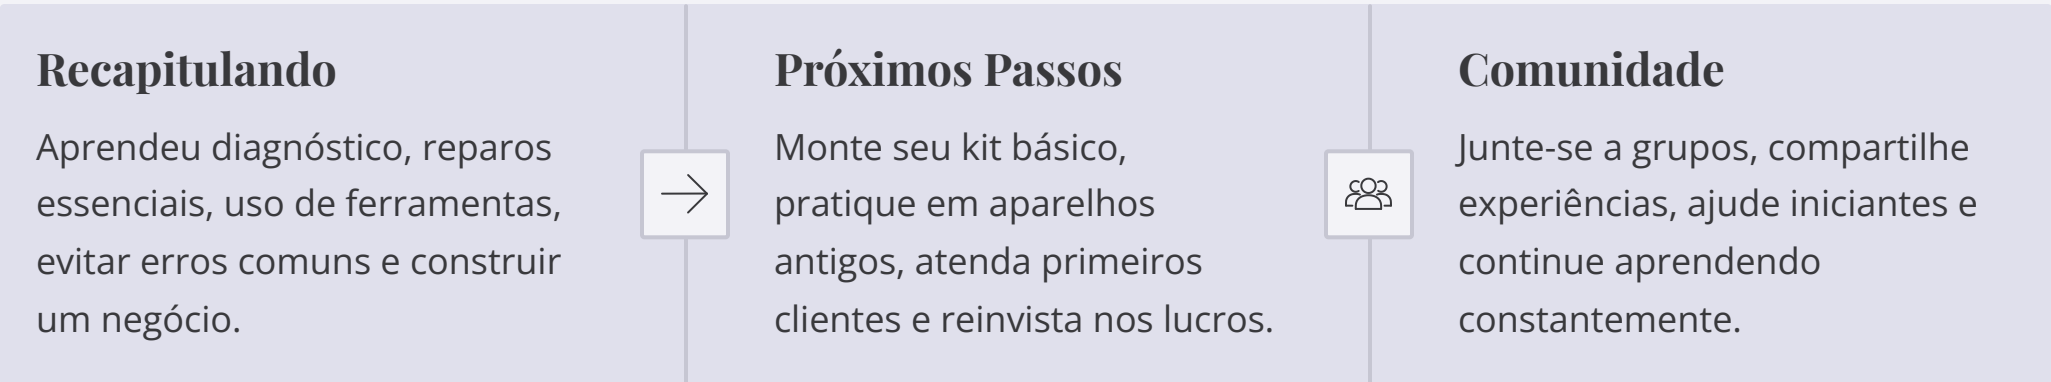 Recapitulando
Aprendeu diagnóstico, reparos
essenciais, uso de ferramentas,
evitar erros comuns e construir
um negócio.
Próximos Passos
Monte seu kit básico,
pratique em aparelhos
antigos, atenda primeiros
clientes e reinvista nos lucros.
Comunidade
Junte-se a grupos, compartilhe
experiências, ajude iniciantes e
continue aprendendo
constantemente.